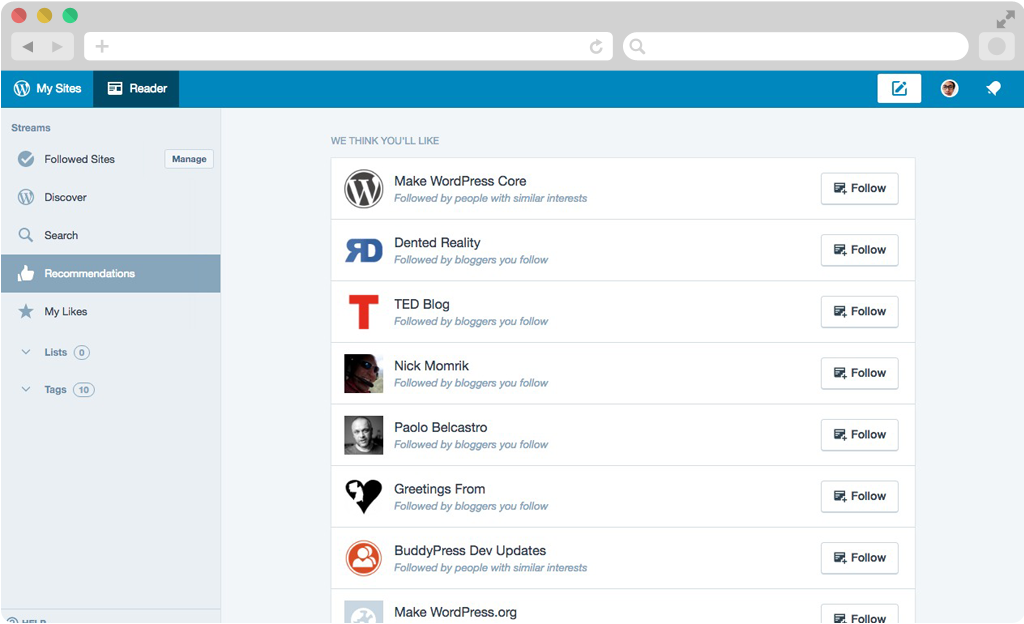 My Sites
Reader
Streams
Followed Sites
Manage
Discover
Search
Recommendations
My Likes
Lists 0
Tags 10
HELP
WE THINK YOU'LL LIKE
Make WordPress Core
Followed by people with similar interests
Follow
Dented Reality
Followed by bloggers you follow
Follow
TED Blog
Followed by bloggers you follow
Follow
Nick Momrik
Followed by bloggers you follow
Follow
Paolo Belcastro
Followed by bloggers you follow
Follow
Greetings From
Followed by bloggers you follow
Follow
BuddyPress Dev Updates
Followed by people with similar interests
Follow
Make WordPress.org
Follow